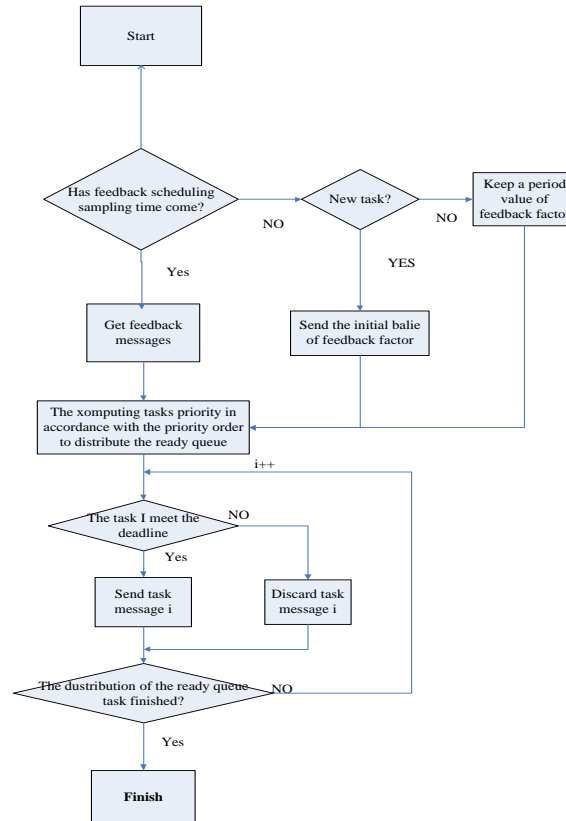 Start
Has feedback scheduling
sampling time come?
NO
New task?
NO
Keep a period
value of
feedback factor
Yes
YES
Get feedback
messages
Send the initial balie
of feedback factor
The xomputing tasks priority in
accordance with the priority order
to distribute the ready queue
i++
The task I meet the
deadline
NO
Yes
Send task
message i
Discard task
message i
The dustribution of the ready queue
task finished?
NO
Yes
Finish